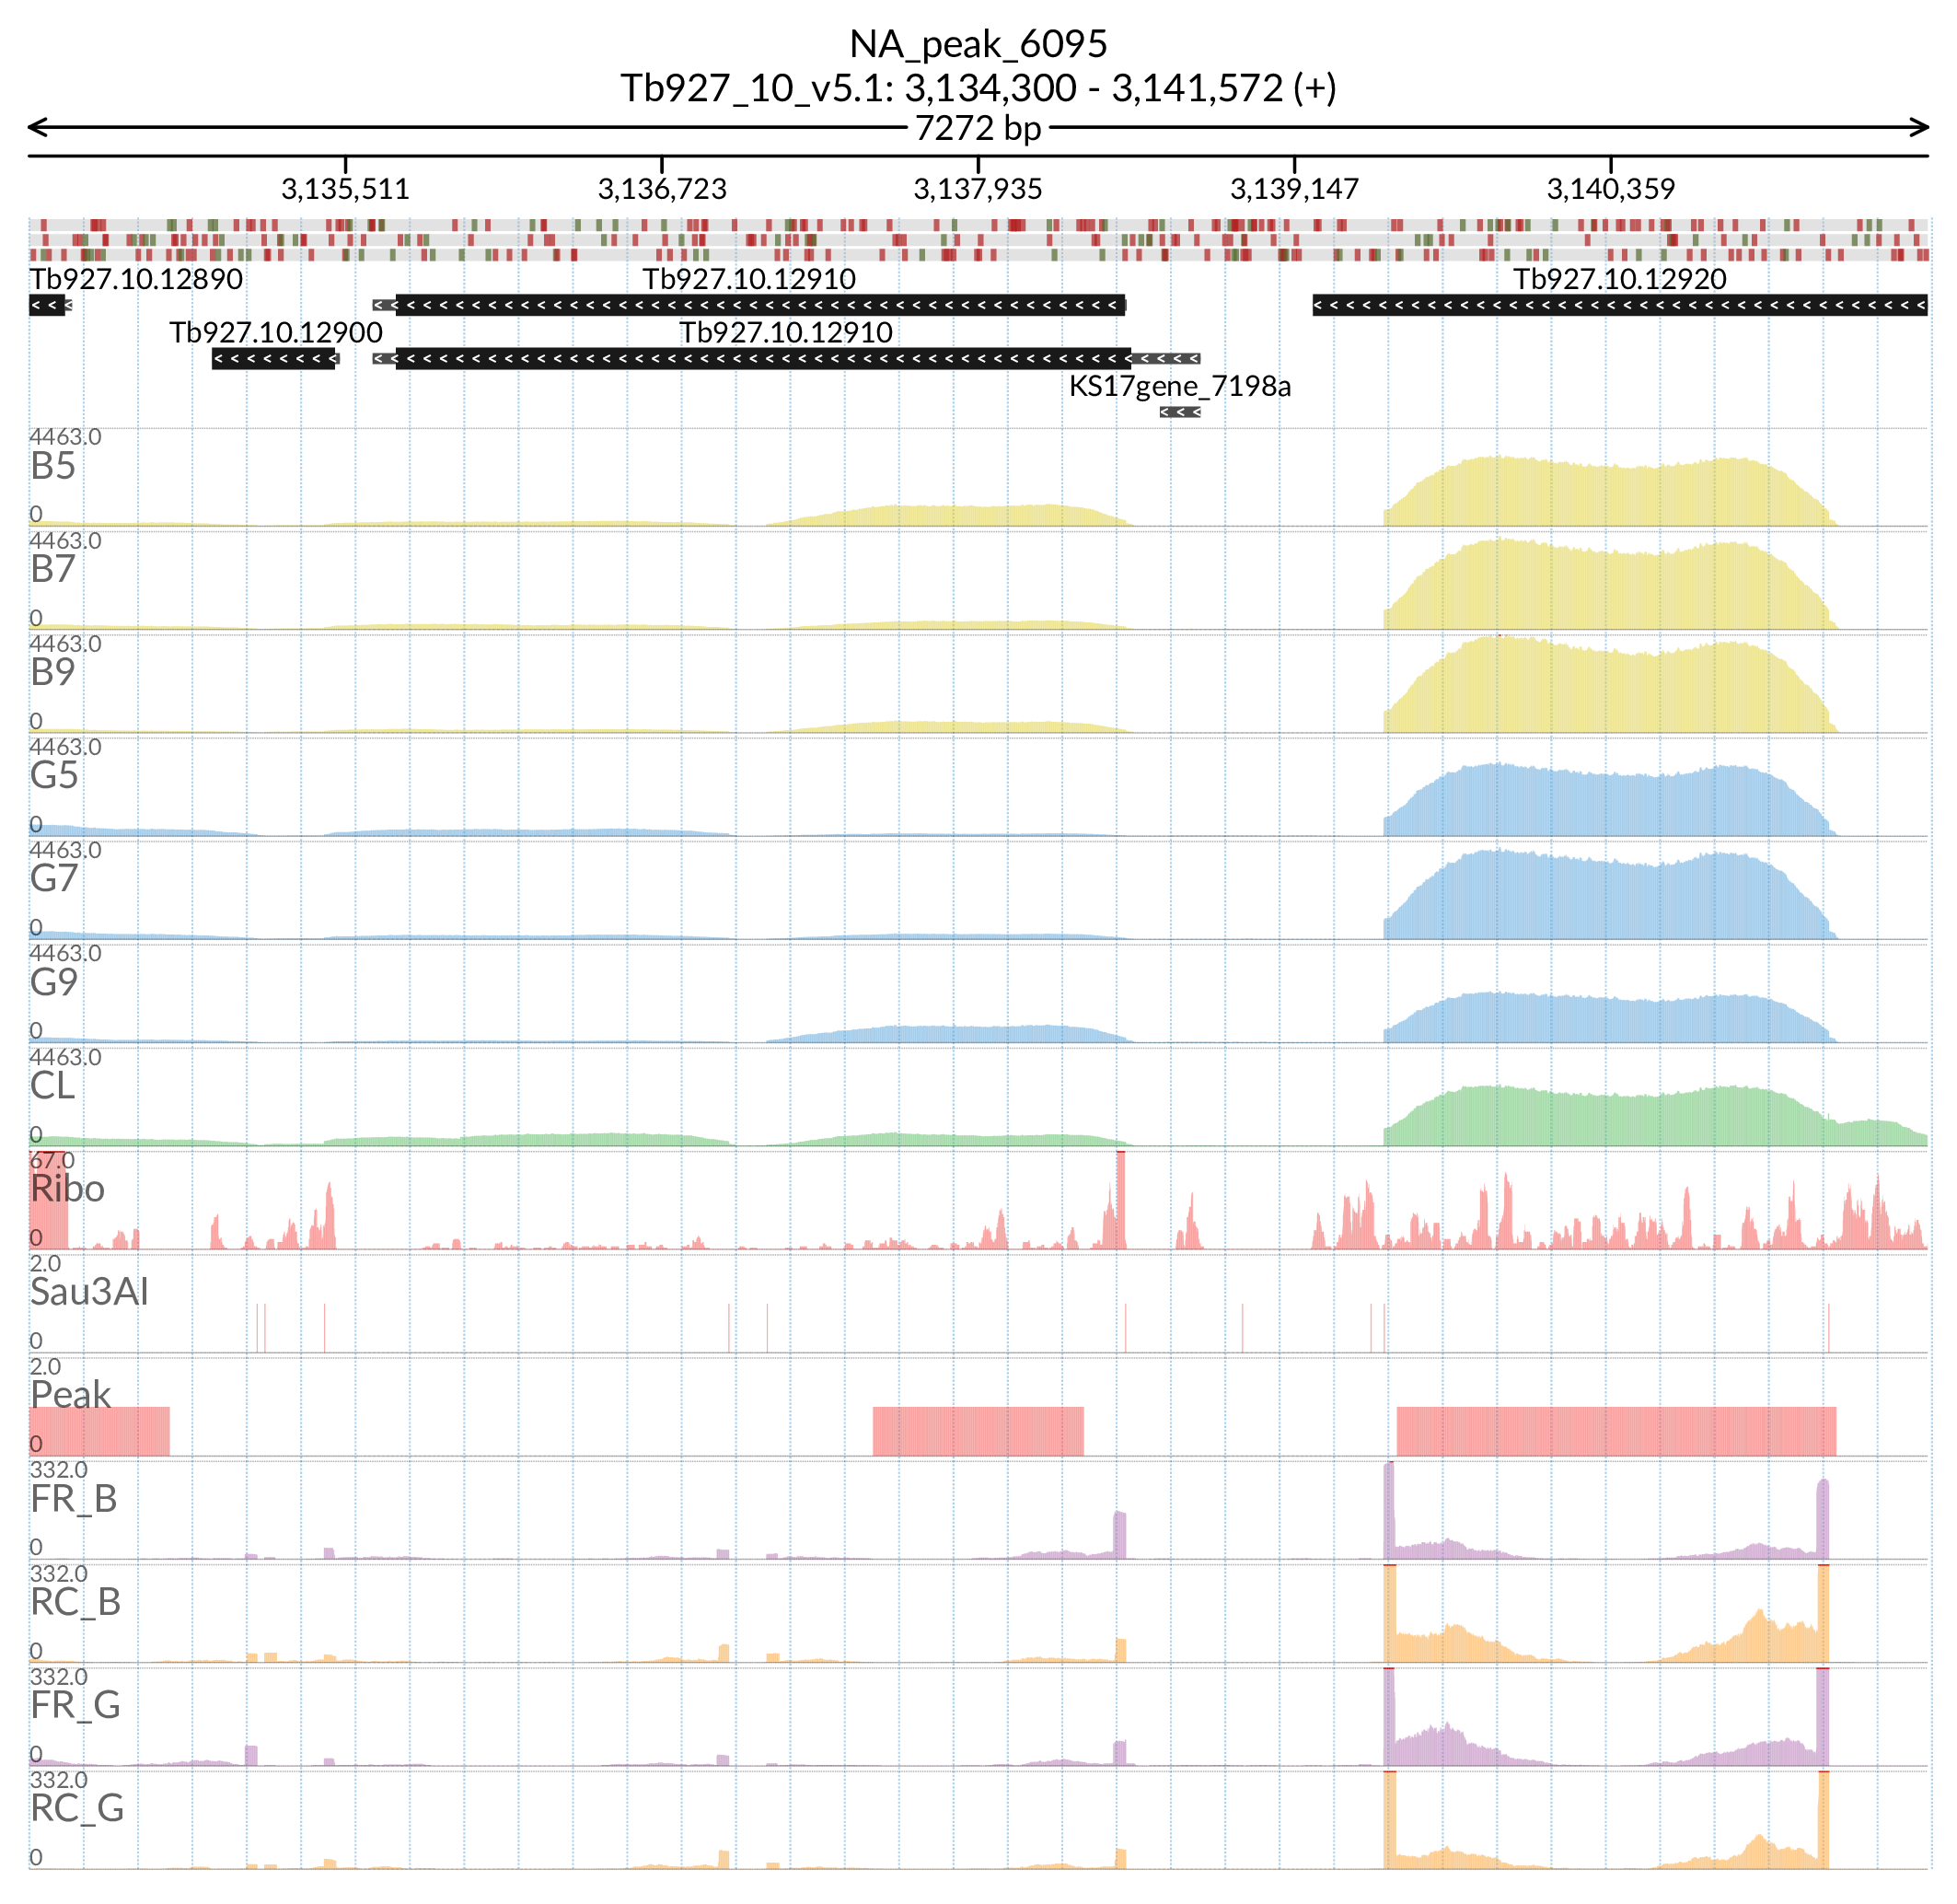 NA_peak_6095
Tb927_10_v5.1: 3,134,300 - 3,141,572 (+)
7272 bp
3,135,511 3,136,723 3,137,935 3,139,147 3,140,359
Tb927.10.12890 Tb927.10.12910 Tb927.10.12920
Tb927.10.12900 Tb927.10.12910
KS17gene_7198a
4463.0
B5
0
4463.0
B7
0
4463.0
B9
0
4463.0
G5
0
4463.0
G7
0
4463.0
G9
0
4463.0
CL
0
67.0
Ribo
0
2.0
Sau3AI
0
2.0
Peak
0
332.0
FR_B
0
332.0
RC_B
0
332.0
FR_G
0
332.0
RC_G
0